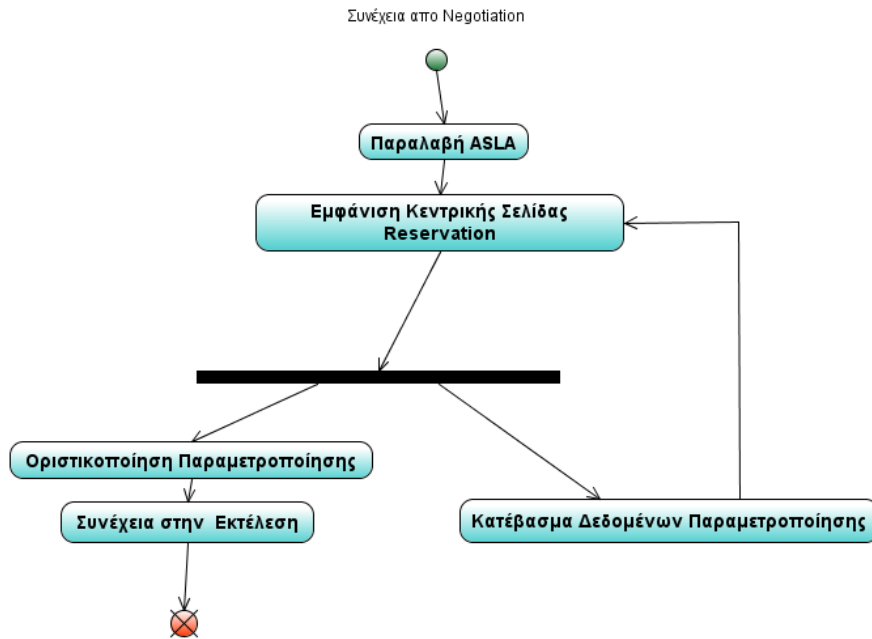 Συνέχεια απο Negotiation
Παραλαβή ASLA
Εμφάνιση Κεντρικής Σελίδας
Reservation
Οριστικοποίηση Παραμετροποίησης
Συνέχεια στην Εκτέλεση
Κατέβασμα Δεδομένων Παραμετροποίησης